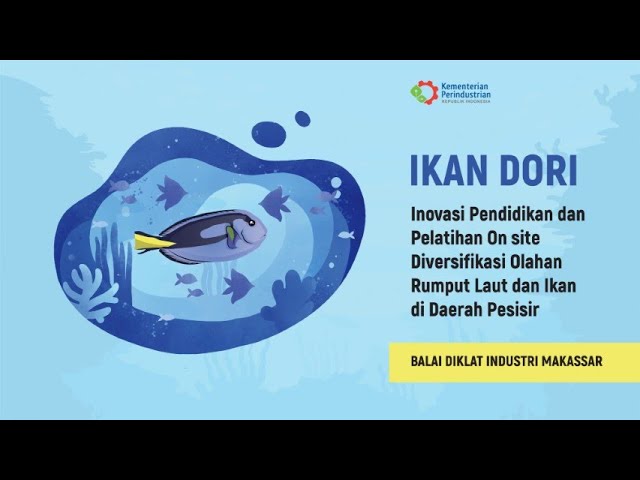 Kementerian
Perindustrian
REPUBLIK INDONESIA
IKAN DORI
Inovasi Pendidikan dan
Pelatihan On site
Diversifikasi Olahan
Rumput Laut dan Ikan
di Daerah Pesisir
BALAI DIKLAT INDUSTRI MAKASSAR